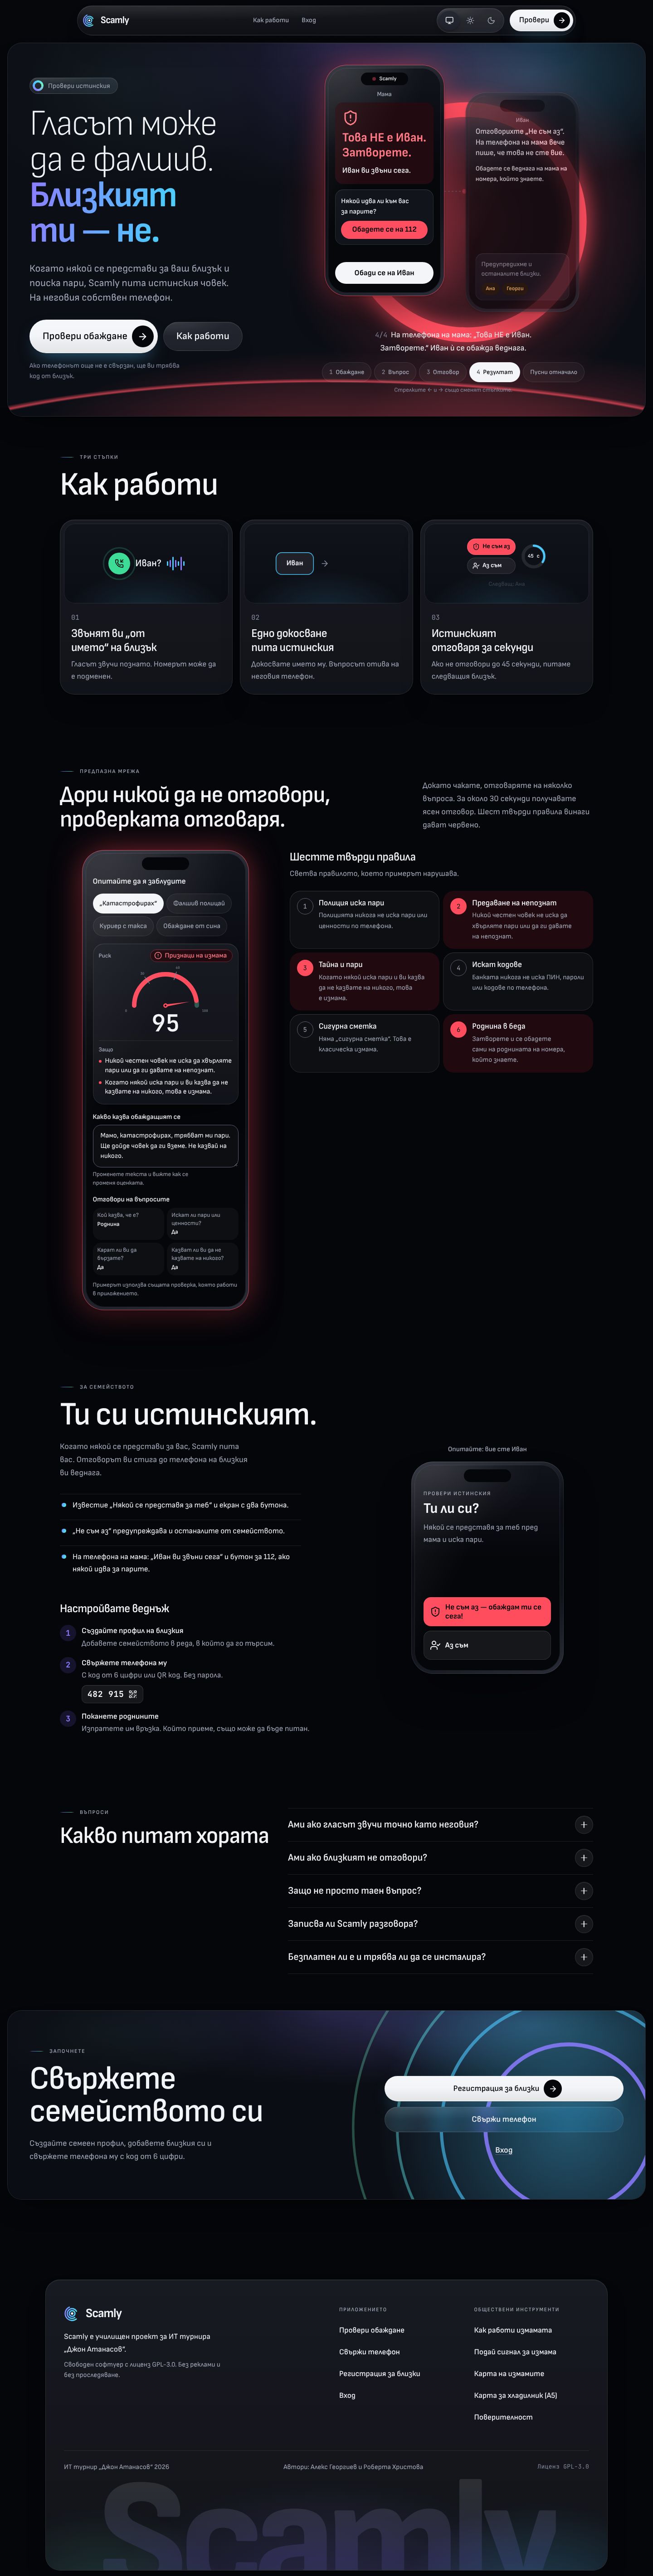 Scamly
Как работи
Вход
Провери
Провери истинския
Гласът може
да е фалшив.
Близкият
ти — не.
Когато някой се представи за ваш близък и
поиска пари, Scamly пита истинския човек.
На неговия собствен телефон.
Провери обаждане
Как работи
Ако телефонът още не е свързан, ще ви трябва
код от близък.
Scamly
Мама
Това НЕ е Иван.
Затворете.
Иван ви звъни сега.
Някой идва ли към вас
за парите?
Обадете се на 112
Обади се на Иван
Иван
Отговорихте „Не съм аз“.
На телефона на мама вече
пише, че това не сте вие.
Обадете се веднага на мама на
номера, който знаете.
Предупредихме и
останалите близки.
Ана
Георги
4/4 На телефона на мама: „Това НЕ е Иван.
Затворете.“ Иван ѝ се обажда веднага.
1 Обаждане
2 Въпрос
3 Отговор
4 Резултат
Пусни отначало
Стрелките ← и → също сменят стъпката.
ТРИ СТЪПКИ
Как работи
Иван?
01
Звънят ви „от
името“ на близък
Гласът звучи познато. Номерът може да
е подменен.
Иван
02
Едно докосване
пита истинския
Докосвате името му. Въпросът отива на
неговия телефон.
Не съм аз
Аз съм
45 с
Следващ: Ана
03
Истинският
отговаря за секунди
Ако не отговори до 45 секунди, питаме
следващия близък.
ПРЕДПАЗНА МРЕЖА
Дори никой да не отговори,
проверката отговаря.
Докато чакате, отговаряте на няколко
въпроса. За около 30 секунди получавате
ясен отговор. Шест твърди правила винаги
дават червено.
Опитайте да я заблудите
„Катастрофирах“
Фалшив полицай
Куриер с такса
Обаждане от сина
Риск
Признаци на измама
95
Защо
Никой честен човек не иска да хвърляте
пари или да ги давате на непознат.
Когато някой иска пари и ви казва да не
казвате на никого, това е измама.
Какво казва обаждащият се
Мамо, катастрофирах, трябват ми пари.
Ще дойде човек да ги вземе. Не казвай на
никого.
Променете текста и вижте как се
променя оценката.
Отговори на въпросите
Кой казва, че е?
Роднина
Искат ли пари или
ценности?
Да
Карат ли ви да
бързате?
Да
Казват ли ви да не
казвате на никого?
Да
Примерът използва същата проверка, която работи
в приложението.
Шестте твърди правила
Светва правилото, което примерът нарушава.
1
Полиция иска пари
Полицията никога не иска пари или
ценности по телефона.
2
Предаване на непознат
Никой честен човек не иска да
хвърляте пари или да ги давате
на непознат.
3
Тайна и пари
Когато някой иска пари и ви казва
да не казвате на никого, това
е измама.
4
Искат кодове
Банката никога не иска ПИН, пароли
или кодове по телефона.
5
Сигурна сметка
Няма „сигурна сметка“. Това е
класическа измама.
6
Роднина в беда
Затворете и се обадете
сами на роднината на номера,
който знаете.
ЗА СЕМЕЙСТВОТО
Ти си истинският.
Когато някой се представи за вас, Scamly пита
вас. Отговорът ви стига до телефона на близкия
ви веднага.
Известие „Някой се представя за теб“ и екран с два бутона.
„Не съм аз“ предупреждава и останалите от семейството.
На телефона на мама: „Иван ви звъни сега“ и бутон за 112, ако
някой идва за парите.
Настройвате веднъж
1
Създайте профил на близкия
Добавете семейството в реда, в който да го търсим.
2
Свържете телефона му
С код от 6 цифри или QR код. Без парола.
482 915
3
Поканете роднините
Изпратете им връзка. Който приеме, също може да бъде питан.
Опитайте: вие сте Иван
ПРОВЕРИ ИСТИНСКИЯ
Ти ли си?
Някой се представя за теб пред
мама и иска пари.
Не съм аз — обаждам ти се
сега!
Аз съм
ВЪПРОСИ
Какво питат хората
Ами ако гласът звучи точно като неговия?
Ами ако близкият не отговори?
Защо не просто таен въпрос?
Записва ли Scamly разговора?
Безплатен ли е и трябва ли да се инсталира?
ЗАПОЧНЕТЕ
Свържете
семейството си
Създайте семеен профил, добавете близкия си и
свържете телефона му с код от 6 цифри.
Регистрация за близки
Свържи телефон
Вход
Scamly
Scamly е училищен проект за ИТ турнира
„Джон Атанасов“.
Свободен софтуер с лиценз GPL-3.0. Без реклами и
без проследяване.
ПРИЛОЖЕНИЕТО
Провери обаждане
Свържи телефон
Регистрация за близки
Вход
ОБЩЕСТВЕНИ ИНСТРУМЕНТИ
Как работи измамата
Подай сигнал за измама
Карта на измамите
Карта за хладилник (A5)
Поверителност
ИТ турнир „Джон Атанасов“ 2026
Автори: Алекс Георгиев и Роберта Христова
Лиценз GPL-3.0
Scamly